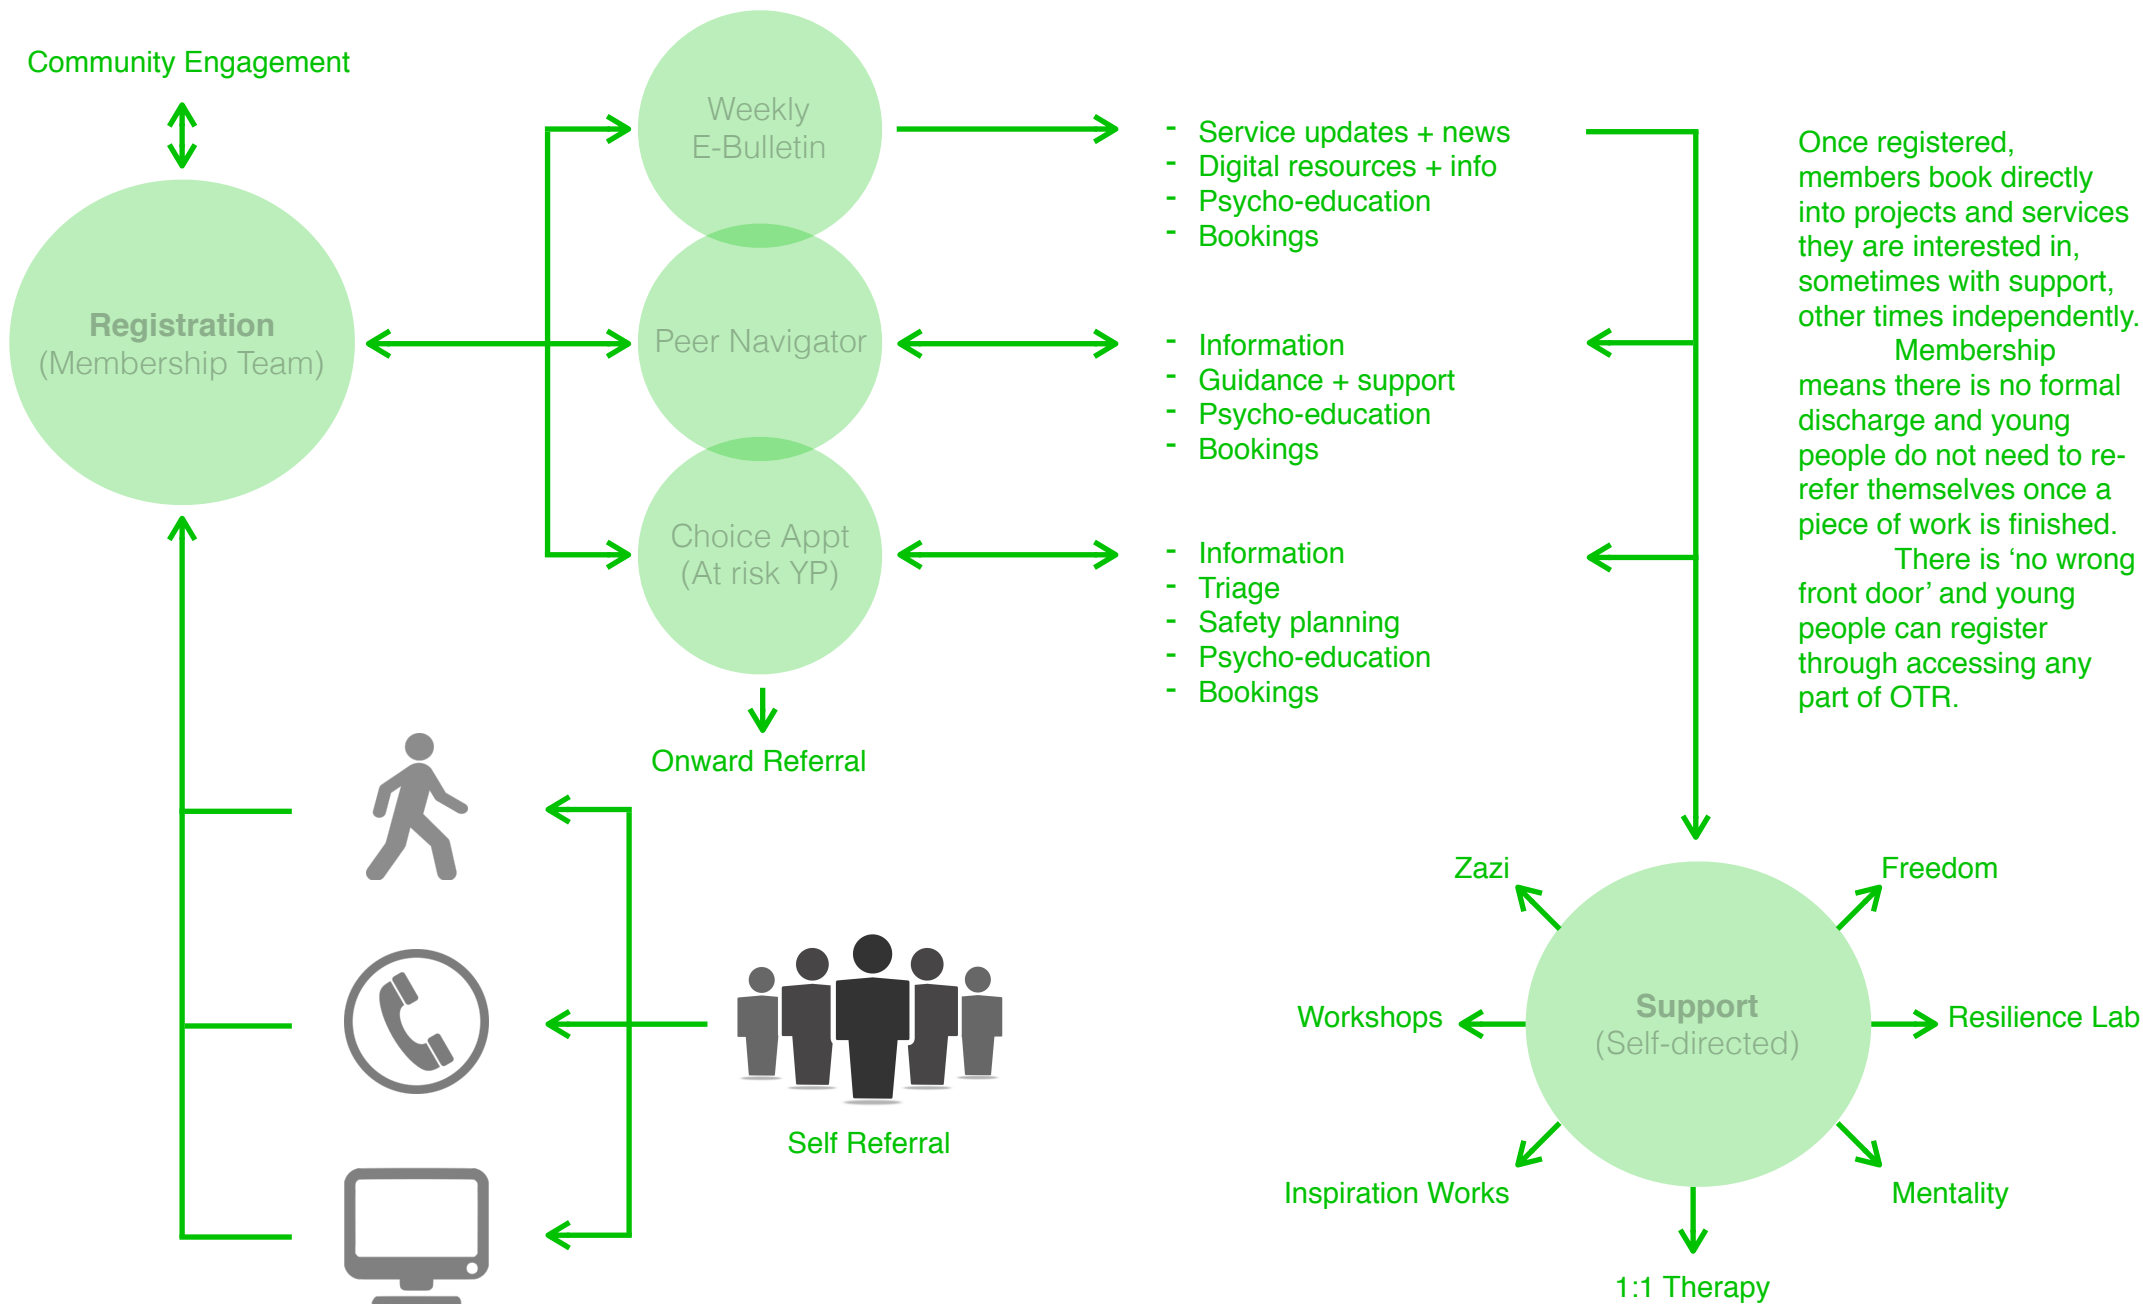 Community Engagement
Registration
(Membership Team)
Weekly
E-Bulletin
Peer Navigator
Choice Appt
(At risk YP)
Onward Referral
- Service updates + news
- Digital resources + info
- Psycho-education
- Bookings
- Information
- Guidance + support
- Psycho-education
- Bookings
- Information
- Triage
- Safety planning
- Psycho-education
- Bookings
Once registered,
members book directly
into projects and services
they are interested in,
sometimes with support,
other times independently.
Membership
means there is no formal
discharge and young
people do not need to re-
refer themselves once a
piece of work is finished.
There is ‘no wrong
front door’ and young
people can register
through accessing any
part of OTR.
Self Referral
Support
(Self-directed)
Zazi
Freedom
Workshops
Resilience Lab
Inspiration Works
Mentality
1:1 Therapy